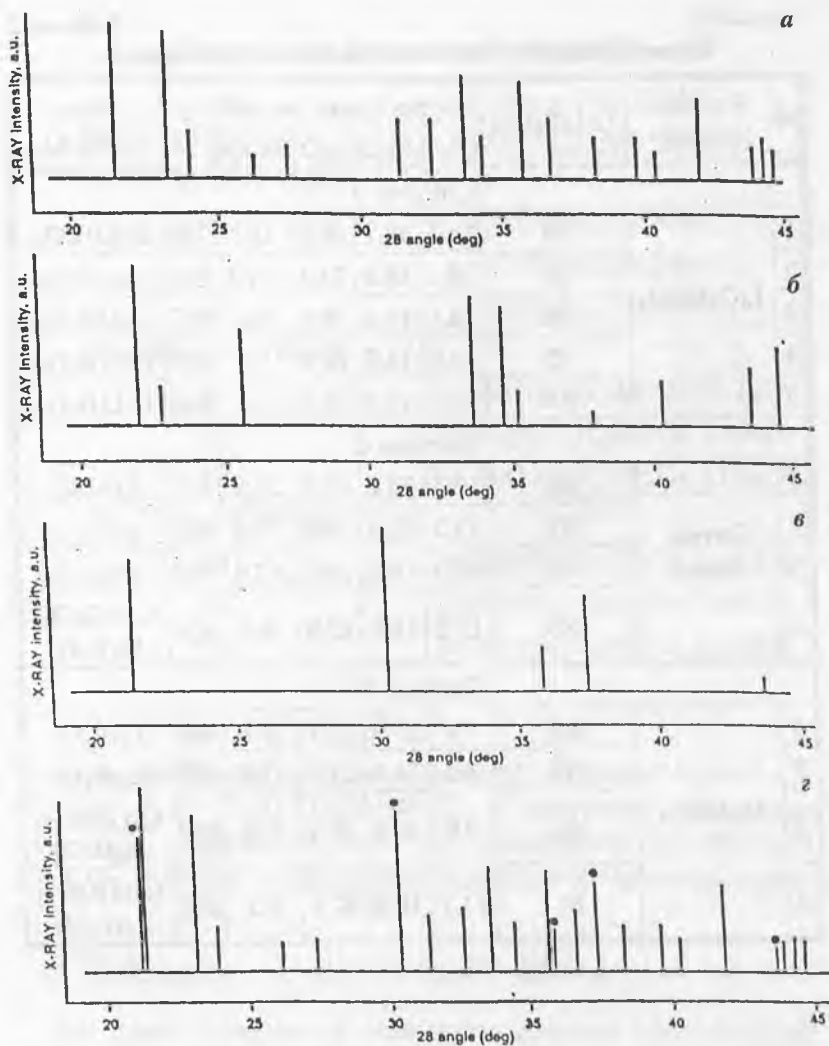 а
X-RAY Intensity, a.u.
20 25 30 35 40 45
2θ angle (deg)
б
X-RAY Intensity, a.u.
20 25 30 35 40 45
2θ angle (deg)
в
X-RAY Intensity, a.u.
20 25 30 35 40 45
2θ angle (deg)
г
X-RAY Intensity, a.u.
20 25 30 35 40 45
2θ angle (deg)